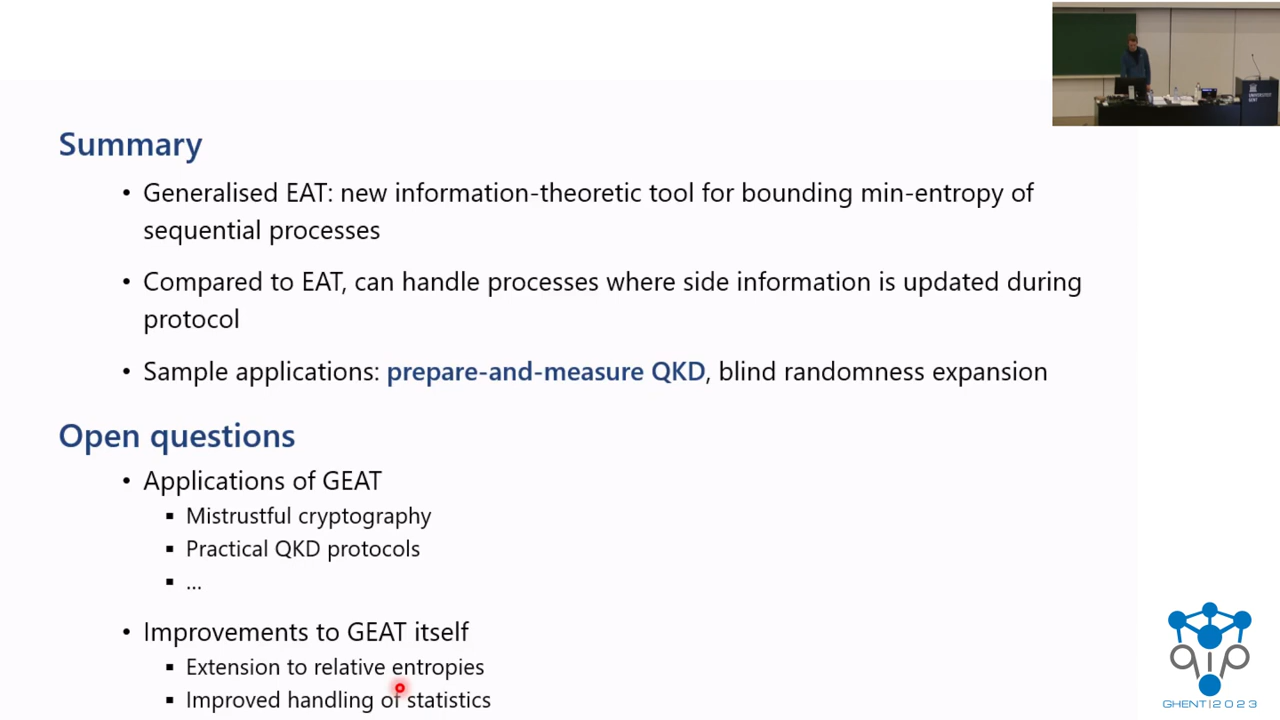 Summary
• Generalised EAT: new information-theoretic tool for bounding min-entropy of
sequential processes
• Compared to EAT, can handle processes where side information is updated during
protocol
• Sample applications: prepare-and-measure QKD, blind randomness expansion
Open questions
• Applications of GEAT
▪ Mistrustful cryptography
▪ Practical QKD protocols
▪ ...
• Improvements to GEAT itself
▪ Extension to relative entropies
▪ Improved handling of statistics
qip
GHENT|2023